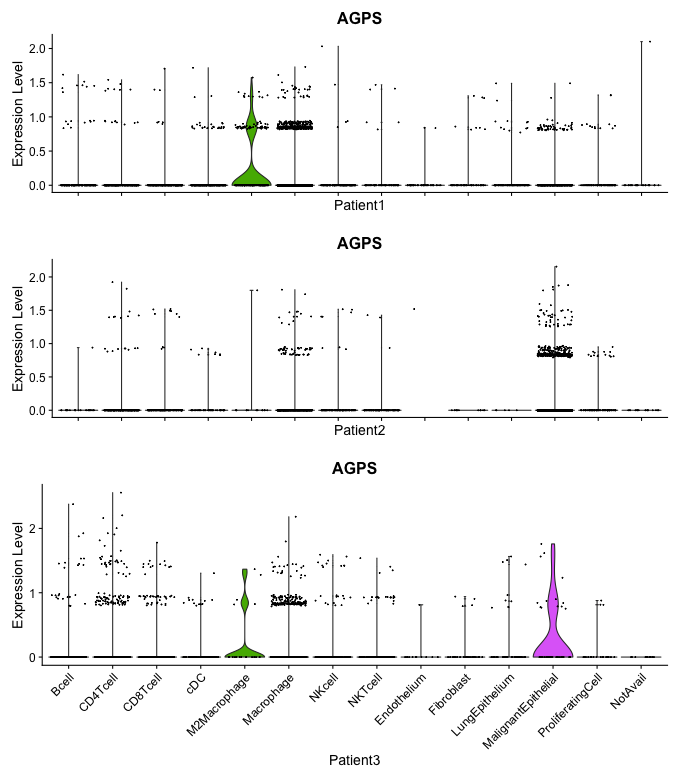 AGPS
Expression Level
2.0
1.5
1.0
0.5
0.0
Patient1
AGPS
Expression Level
2.0
1.5
1.0
0.5
0.0
Patient2
AGPS
Expression Level
2
1
0
Bcell
CD4Tcell
CD8Tcell
cDC
M2Macrophage
Macrophage
NKcell
NKTcell
Endothelium
Fibroblast
LungEpithelium
MalignantEpithelial
ProliferatingCell
NotAvail
Patient3